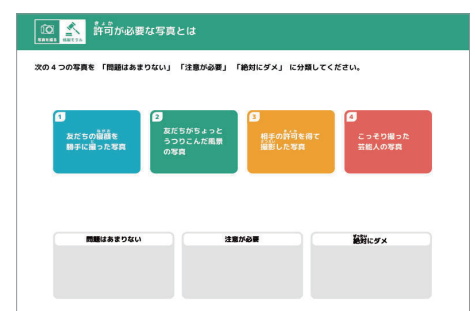 許可が必要な写真とは
きょか
次の4つの写真を 「問題はあまりない」 「注意が必要」 「絶対にダメ」 に分類してください。
1
友だちの寝顔を
勝手に撮った写真
2
友だちがちょっと
うつりこんだ風景
の写真
3
相手の許可を得て
撮影した写真
4
こっそり撮った
芸能人の写真
問題はあまりない
注意が必要
絶対にダメ